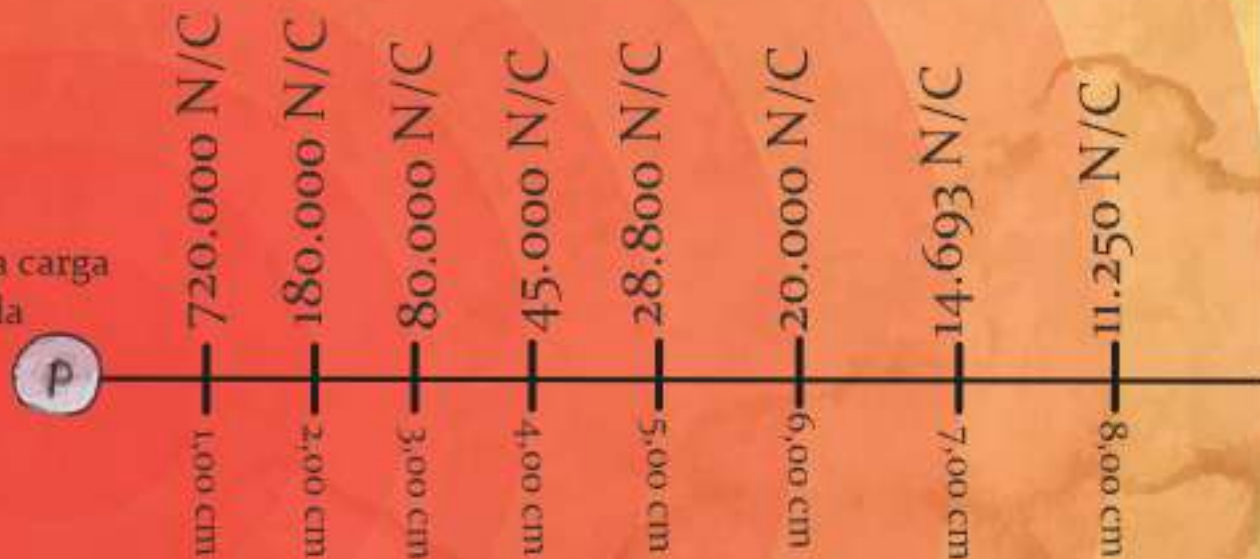 a carga
la
P
720.000 N/C
180.000 N/C
80.000 N/C
45.000 N/C
28.800 N/C
20.000 N/C
14.693 N/C
11.250 N/C
1,00 cm
2,00 cm
3,00 cm
4,00 cm
5,00 cm
6,00 cm
7,00 cm
8,00 cm